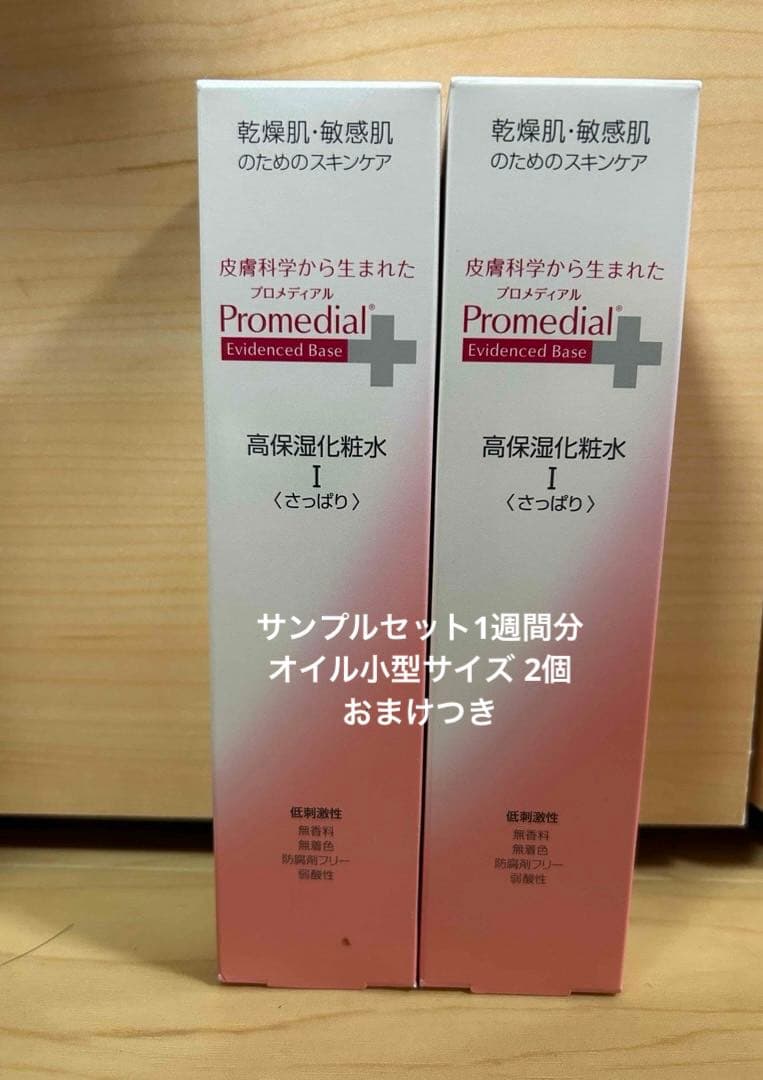 乾燥肌・敏感肌
のためのスキンケア
皮膚科学から生まれた
プロメディアル
Promedial®
Evidenced Base
高保湿化粧水
I
〈さっぱり〉
低刺激性
無香料
無着色
防腐剤フリー
弱酸性
乾燥肌・敏感肌
のためのスキンケア
皮膚科学から生まれた
プロメディアル
Promedial®
Evidenced Base
高保湿化粧水
I
〈さっぱり〉
低刺激性
無香料
無着色
防腐剤フリー
弱酸性
サンプルセット1週間分
オイル小型サイズ 2個
おまけつき